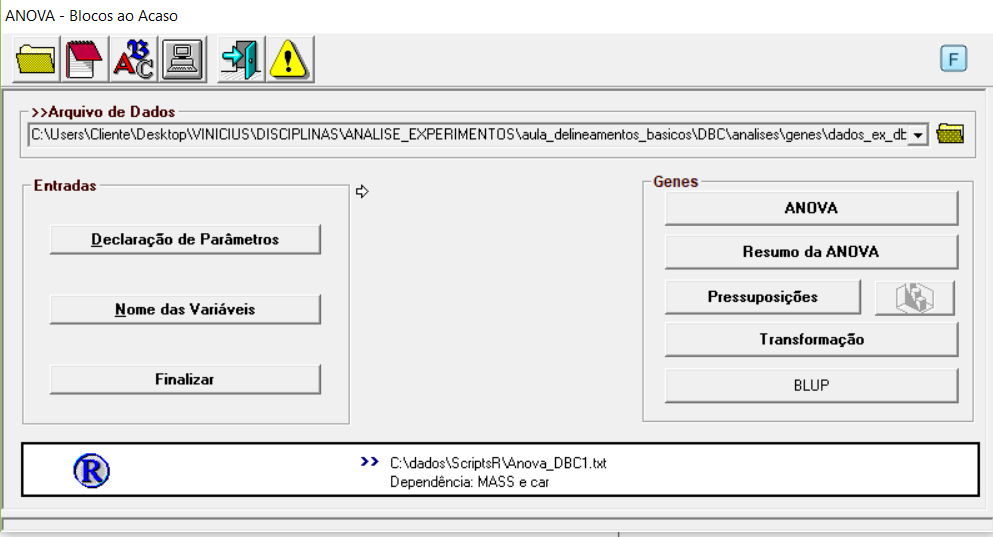 ANOVA - Blocos ao Acaso
ABC
F
>>Arquivo de Dados
C:\Users\Cliente\Desktop\VINICIUS\DISCIPLINAS\ANALISE_EXPERIMENTOS\aula_delineamentos_basicos\DBC\analises\genes\dados_ex_db
Entradas
Declaração de Parâmetros
Nome das Variáveis
Finalizar
Genes
ANOVA
Resumo da ANOVA
Pressuposições
Transformação
BLUP
R
>> C:\dados\ScriptsR\Anova_DBC1.txt
Dependência: MASS e car